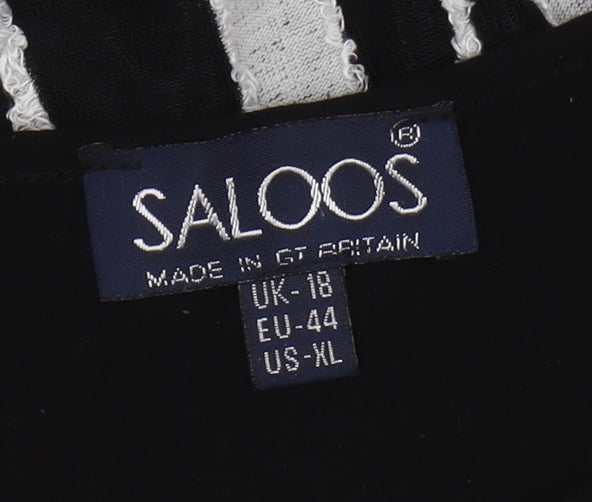 ®
SALOOS
MADE IN GT BRITAIN
UK-18
EU-44
US-XL